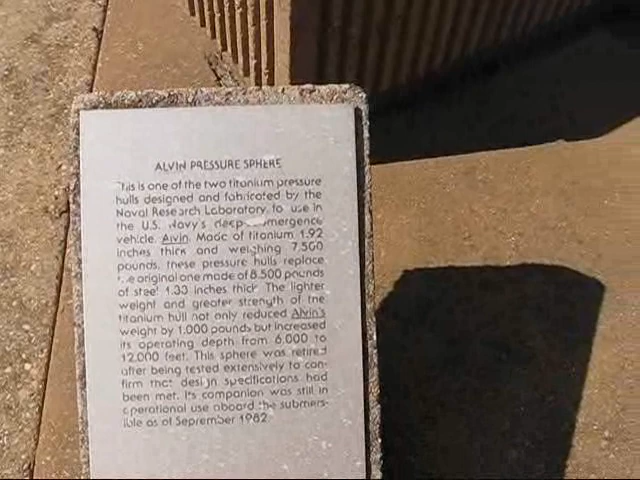 ALVIN PRESSURE SPHERE
This is one of the two titanium pressure
hulls designed and fabricated by the
Naval Research Laboratory to use in
the U.S. Navy's deep-emergence
vehicle, Alvin. Made of titanium 1.92
inches thick and weighing 7,500
pounds, these pressure hulls replace
the original one made of 8,500 pounds
of steel 1.33 inches thick. The lighter
weight and greater strength of the
titanium hull not only reduced Alvin's
weight by 1,000 pounds but increased
its operating depth from 6,000 to
12,000 feet. This sphere was retired
after being tested extensively to con-
firm that design specifications had
been met. Its companion was still in
operational use aboard the submers-
ible as of September 1982